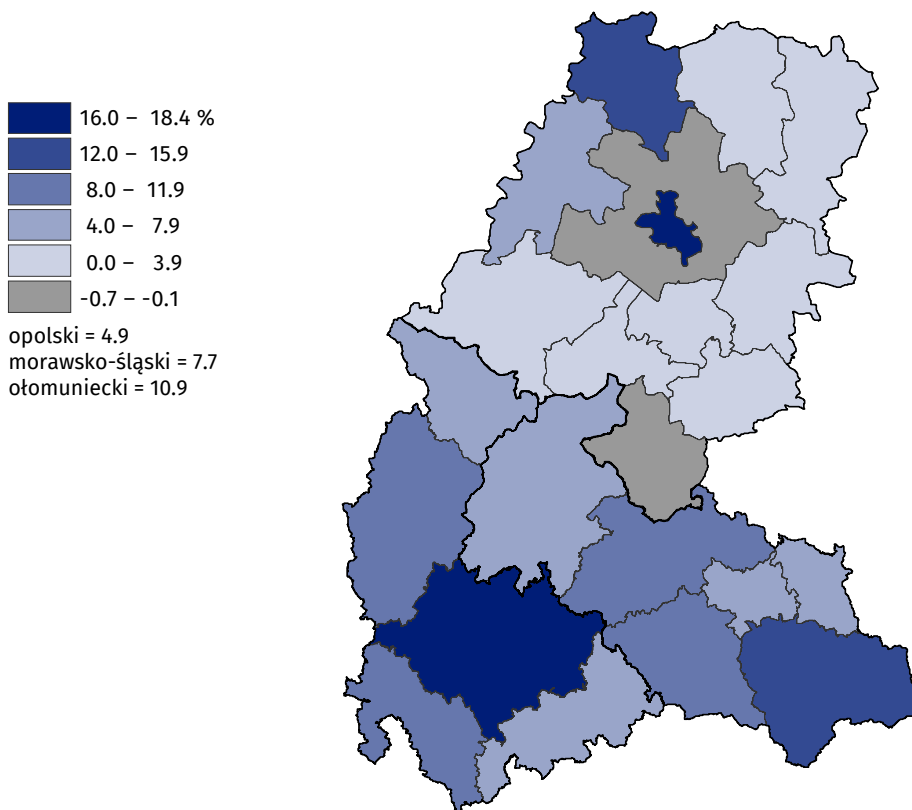 16.0 – 18.4 %
12.0 – 15.9
8.0 – 11.9
4.0 – 7.9
0.0 – 3.9
-0.7 – -0.1
opolski = 4.9
morawsko-śląski = 7.7
ołomuniecki = 10.9